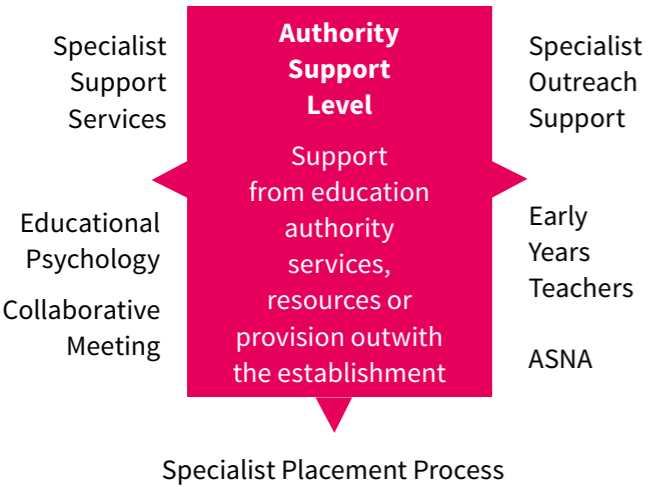 Specialist
Support
Services
Educational
Psychology
Collaborative
Meeting
Authority
Support
Level
Support
from education
authority
services,
resources or
provision outwith
the establishment
Specialist
Outreach
Support
Early
Years
Teachers
ASNA
Specialist Placement Process